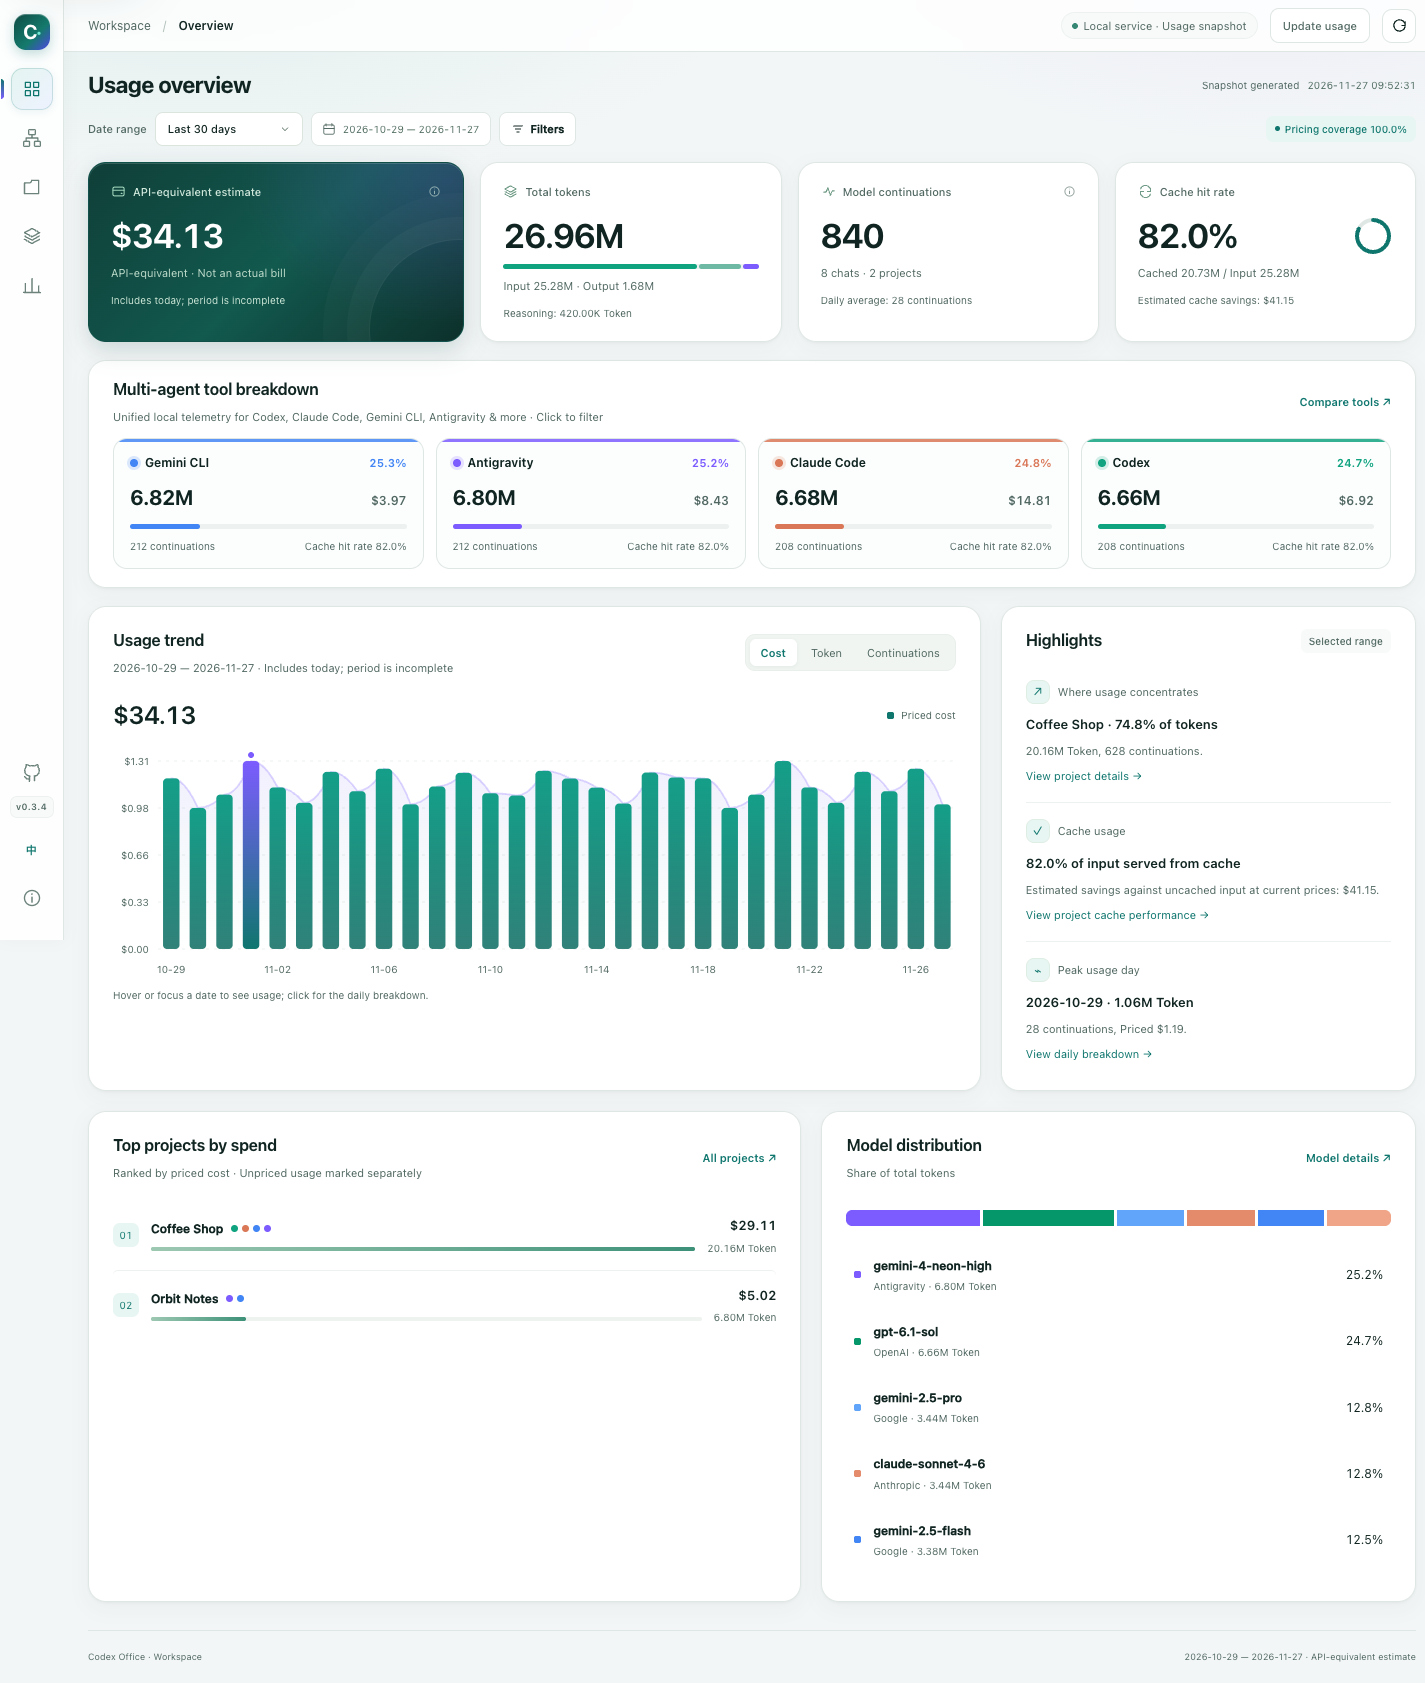 C
Workspace / Overview
Local service · Usage snapshot
Update usage
Usage overview
Snapshot generated 2026-11-27 09:52:31
Date range
Last 30 days
2026-10-29 — 2026-11-27
Filters
Pricing coverage 100.0%
API-equivalent estimate
$34.13
API-equivalent · Not an actual bill
Includes today; period is incomplete
Total tokens
26.96M
Input 25.28M · Output 1.68M
Reasoning: 420.00K Token
Model continuations
840
8 chats · 2 projects
Daily average: 28 continuations
Cache hit rate
82.0%
Cached 20.73M / Input 25.28M
Estimated cache savings: $41.15
Multi-agent tool breakdown
Unified local telemetry for Codex, Claude Code, Gemini CLI, Antigravity & more · Click to filter
Compare tools ↗
Gemini CLI 25.3%
6.82M $3.97
212 continuations Cache hit rate 82.0%
Antigravity 25.2%
6.80M $8.43
212 continuations Cache hit rate 82.0%
Claude Code 24.8%
6.68M $14.81
208 continuations Cache hit rate 82.0%
Codex 24.7%
6.66M $6.92
208 continuations Cache hit rate 82.0%
Usage trend
2026-10-29 — 2026-11-27 · Includes today; period is incomplete
Cost Token Continuations
$34.13
Priced cost
$1.31
$0.98
$0.66
$0.33
$0.00
10-29 11-02 11-06 11-10 11-14 11-18 11-22 11-26
Hover or focus a date to see usage; click for the daily breakdown.
Highlights
Selected range
Where usage concentrates
Coffee Shop · 74.8% of tokens
20.16M Token, 628 continuations.
View project details →
Cache usage
82.0% of input served from cache
Estimated savings against uncached input at current prices: $41.15.
View project cache performance →
Peak usage day
2026-10-29 · 1.06M Token
28 continuations, Priced $1.19.
View daily breakdown →
v0.3.4
中
Top projects by spend
Ranked by priced cost · Unpriced usage marked separately
All projects ↗
01 Coffee Shop $29.11
20.16M Token
02 Orbit Notes $5.02
6.80M Token
Model distribution
Share of total tokens
Model details ↗
gemini-4-neon-high
Antigravity · 6.80M Token
25.2%
gpt-6.1-sol
OpenAI · 6.66M Token
24.7%
gemini-2.5-pro
Google · 3.44M Token
12.8%
claude-sonnet-4-6
Anthropic · 3.44M Token
12.8%
gemini-2.5-flash
Google · 3.38M Token
12.5%
Codex Office · Workspace
2026-10-29 — 2026-11-27 · API-equivalent estimate